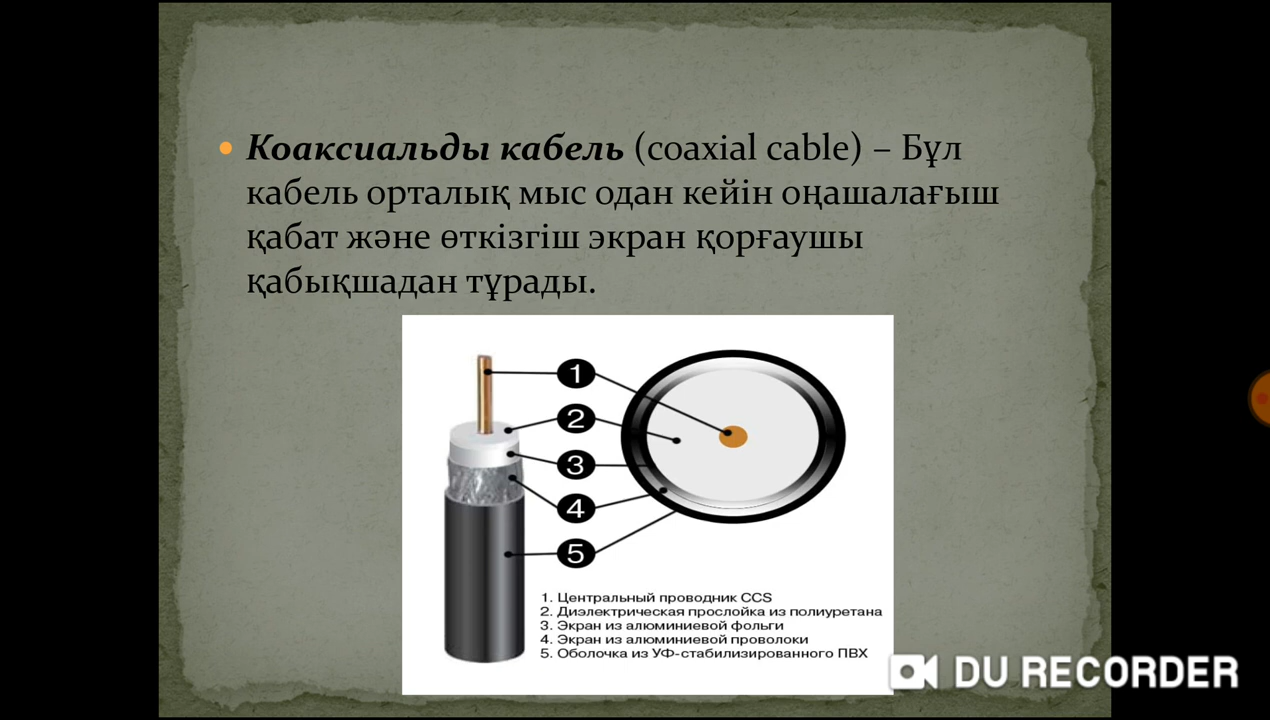 Коаксиальды кабель (coaxial cable) – Бұл
кабель орталық мыс одан кейін оңашалағыш
қабат және өткізгіш экран қорғаушы
қабықшадан тұрады.
1
2
3
4
5
1. Центральный проводник CCS
2. Диэлектрическая прослойка из полиуретана
3. Экран из алюминиевой фольги
4. Экран из алюминиевой проволоки
5. Оболочка из УФ-стабилизированного ПВХ
DU RECORDER